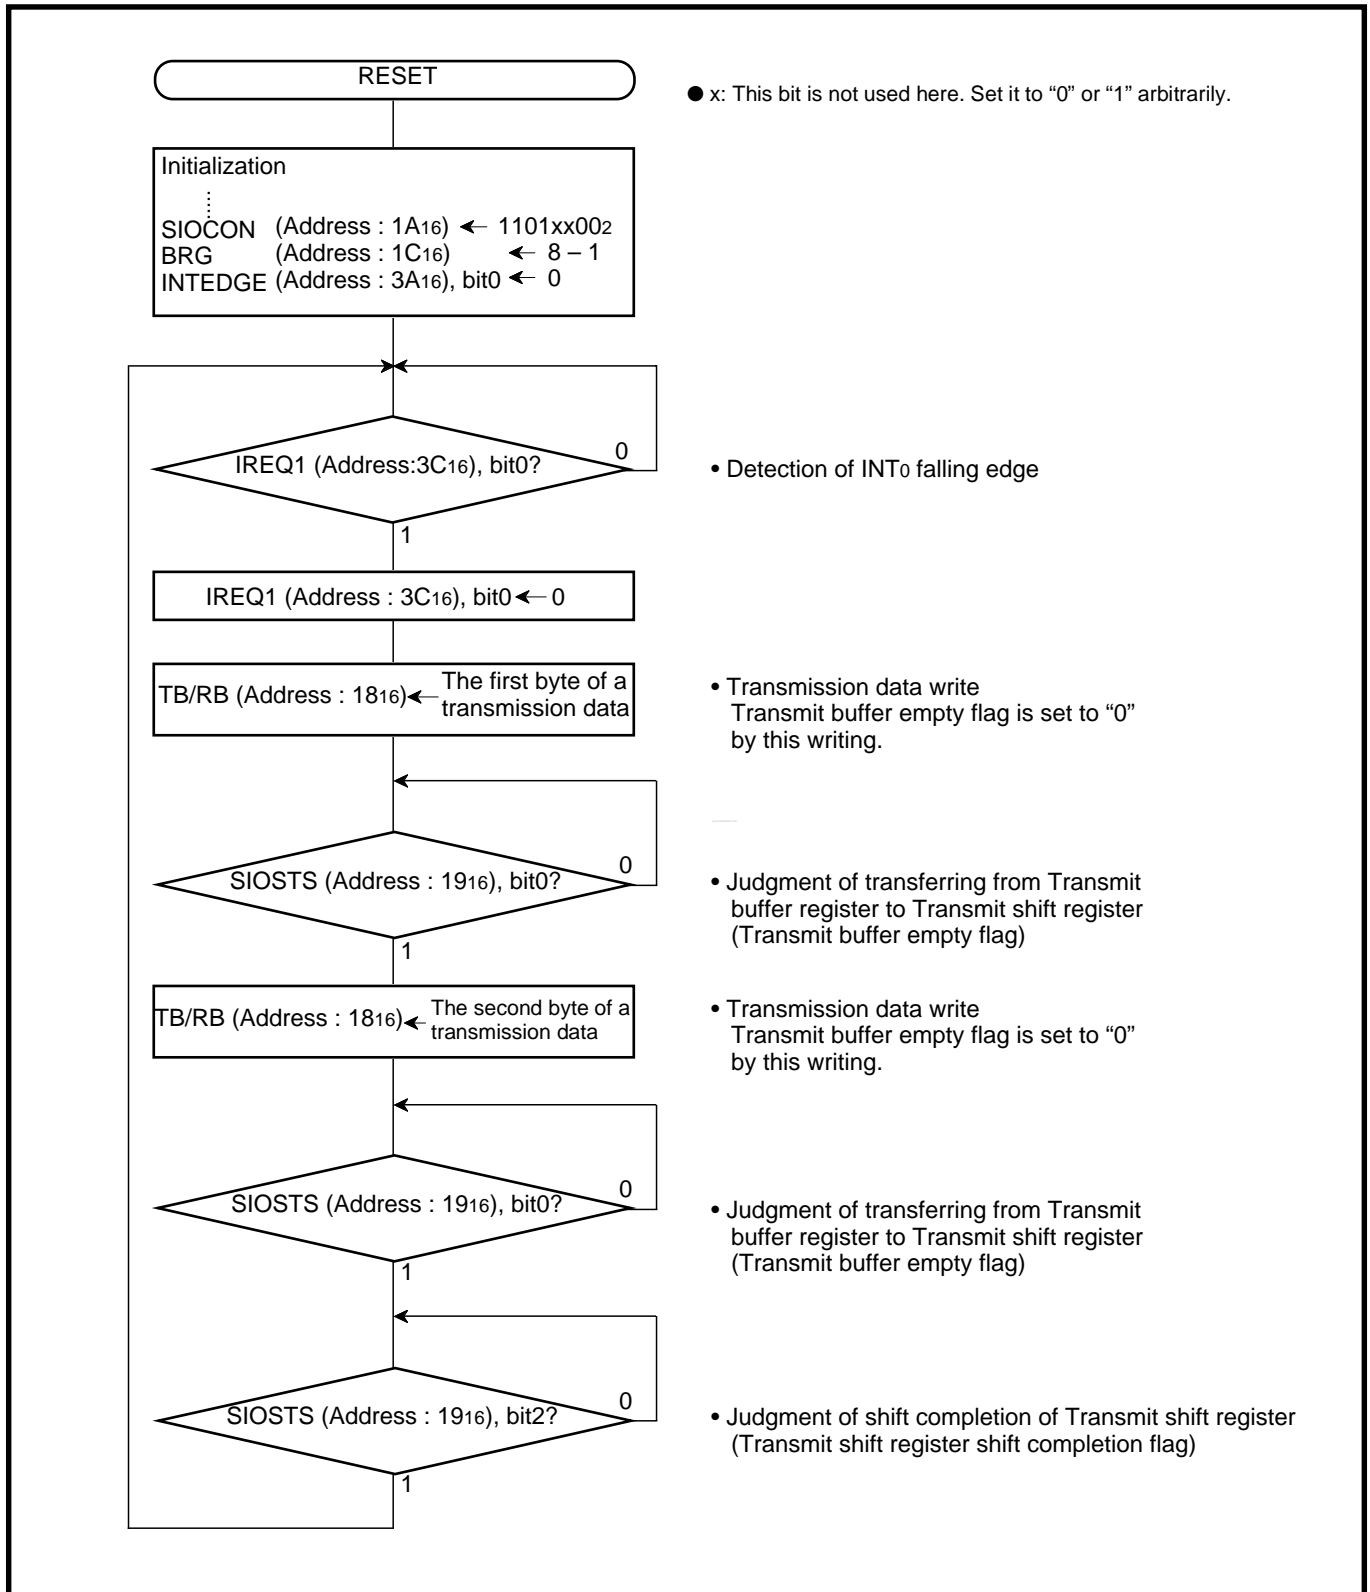 RESET
● x: This bit is not used here. Set it to “0” or “1” arbitrarily.
Initialization
SIOCON (Address : 1A16) ← 1101xx002
BRG (Address : 1C16) ← 8 – 1
INTEDGE (Address : 3A16), bit0 ← 0
IREQ1 (Address:3C16), bit0?
0
• Detection of INT0 falling edge
1
IREQ1 (Address : 3C16), bit0 ← 0
TB/RB (Address : 1816) ← The first byte of a
transmission data
• Transmission data write
Transmit buffer empty flag is set to “0”
by this writing.
SIOSTS (Address : 1916), bit0?
0
• Judgment of transferring from Transmit
buffer register to Transmit shift register
(Transmit buffer empty flag)
1
TB/RB (Address : 1816) ← The second byte of a
transmission data
• Transmission data write
Transmit buffer empty flag is set to “0”
by this writing.
SIOSTS (Address : 1916), bit0?
0
• Judgment of transferring from Transmit
buffer register to Transmit shift register
(Transmit buffer empty flag)
1
SIOSTS (Address : 1916), bit2?
0
• Judgment of shift completion of Transmit shift register
(Transmit shift register shift completion flag)
1